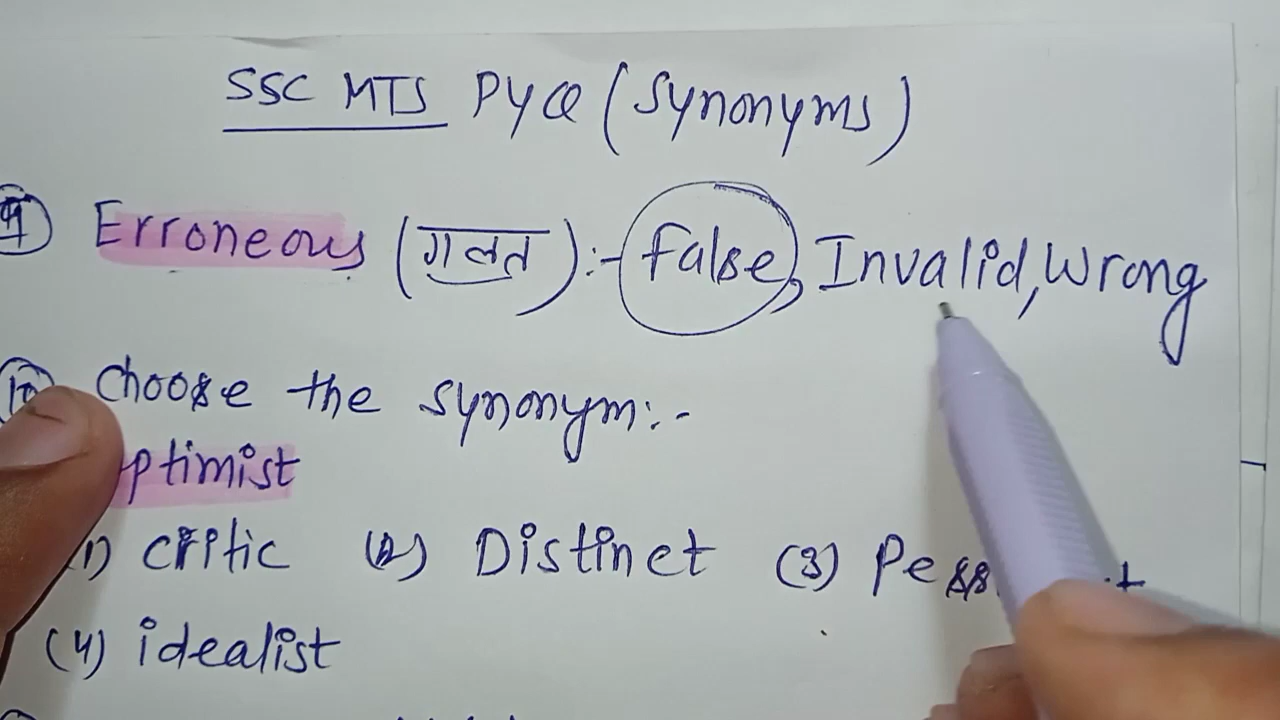 SSC MTS PYQ (Synonyms)
9 Erroneous (गलत):- False, Invalid, Wrong
10 Choose the synonym:-
ptimist
1) Critic (2) Distinct (3)
(4) idealist